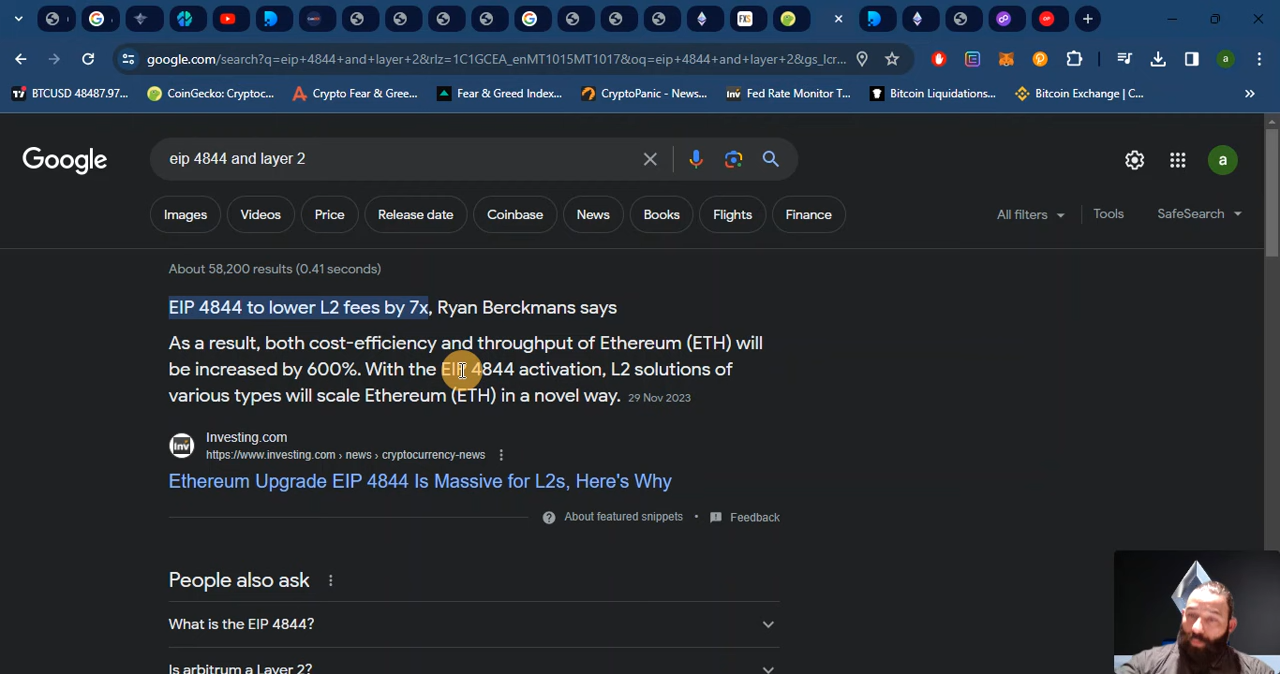 FXS
OP
a
google.com/search?q=eip+4844+and+layer+2&rlz=1C1GCEA_enMT1015MT1017&oq=eip+4844+and+layer+2&gs_lcr...
BTCUSD 48487.97... CoinGecko: Cryptoc... Crypto Fear & Gree... Fear & Greed Index... CryptoPanic - News... Inv Fed Rate Monitor T... Bitcoin Liquidations... Bitcoin Exchange | C...
Google
eip 4844 and layer 2
a
Images Videos Price Release date Coinbase News Books Flights Finance All filters Tools SafeSearch
About 58,200 results (0.41 seconds)
EIP 4844 to lower L2 fees by 7x, Ryan Berckmans says
As a result, both cost-efficiency and throughput of Ethereum (ETH) will
be increased by 600%. With the EIP 4844 activation, L2 solutions of
various types will scale Ethereum (ETH) in a novel way. 29 Nov 2023
Inv
Investing.com
https://www.investing.com › news › cryptocurrency-news
Ethereum Upgrade EIP 4844 Is Massive for L2s, Here's Why
About featured snippets • Feedback
People also ask
What is the EIP 4844?
Is arbitrum a Layer 2?